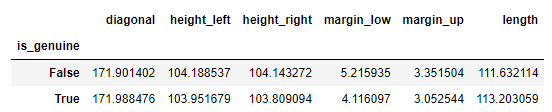 diagonal height_left height_right margin_low margin_up length
is_genuine
False 171.901402 104.188537 104.143272 5.215935 3.351504 111.632114
True 171.988476 103.951679 103.809094 4.116097 3.052544 113.203059